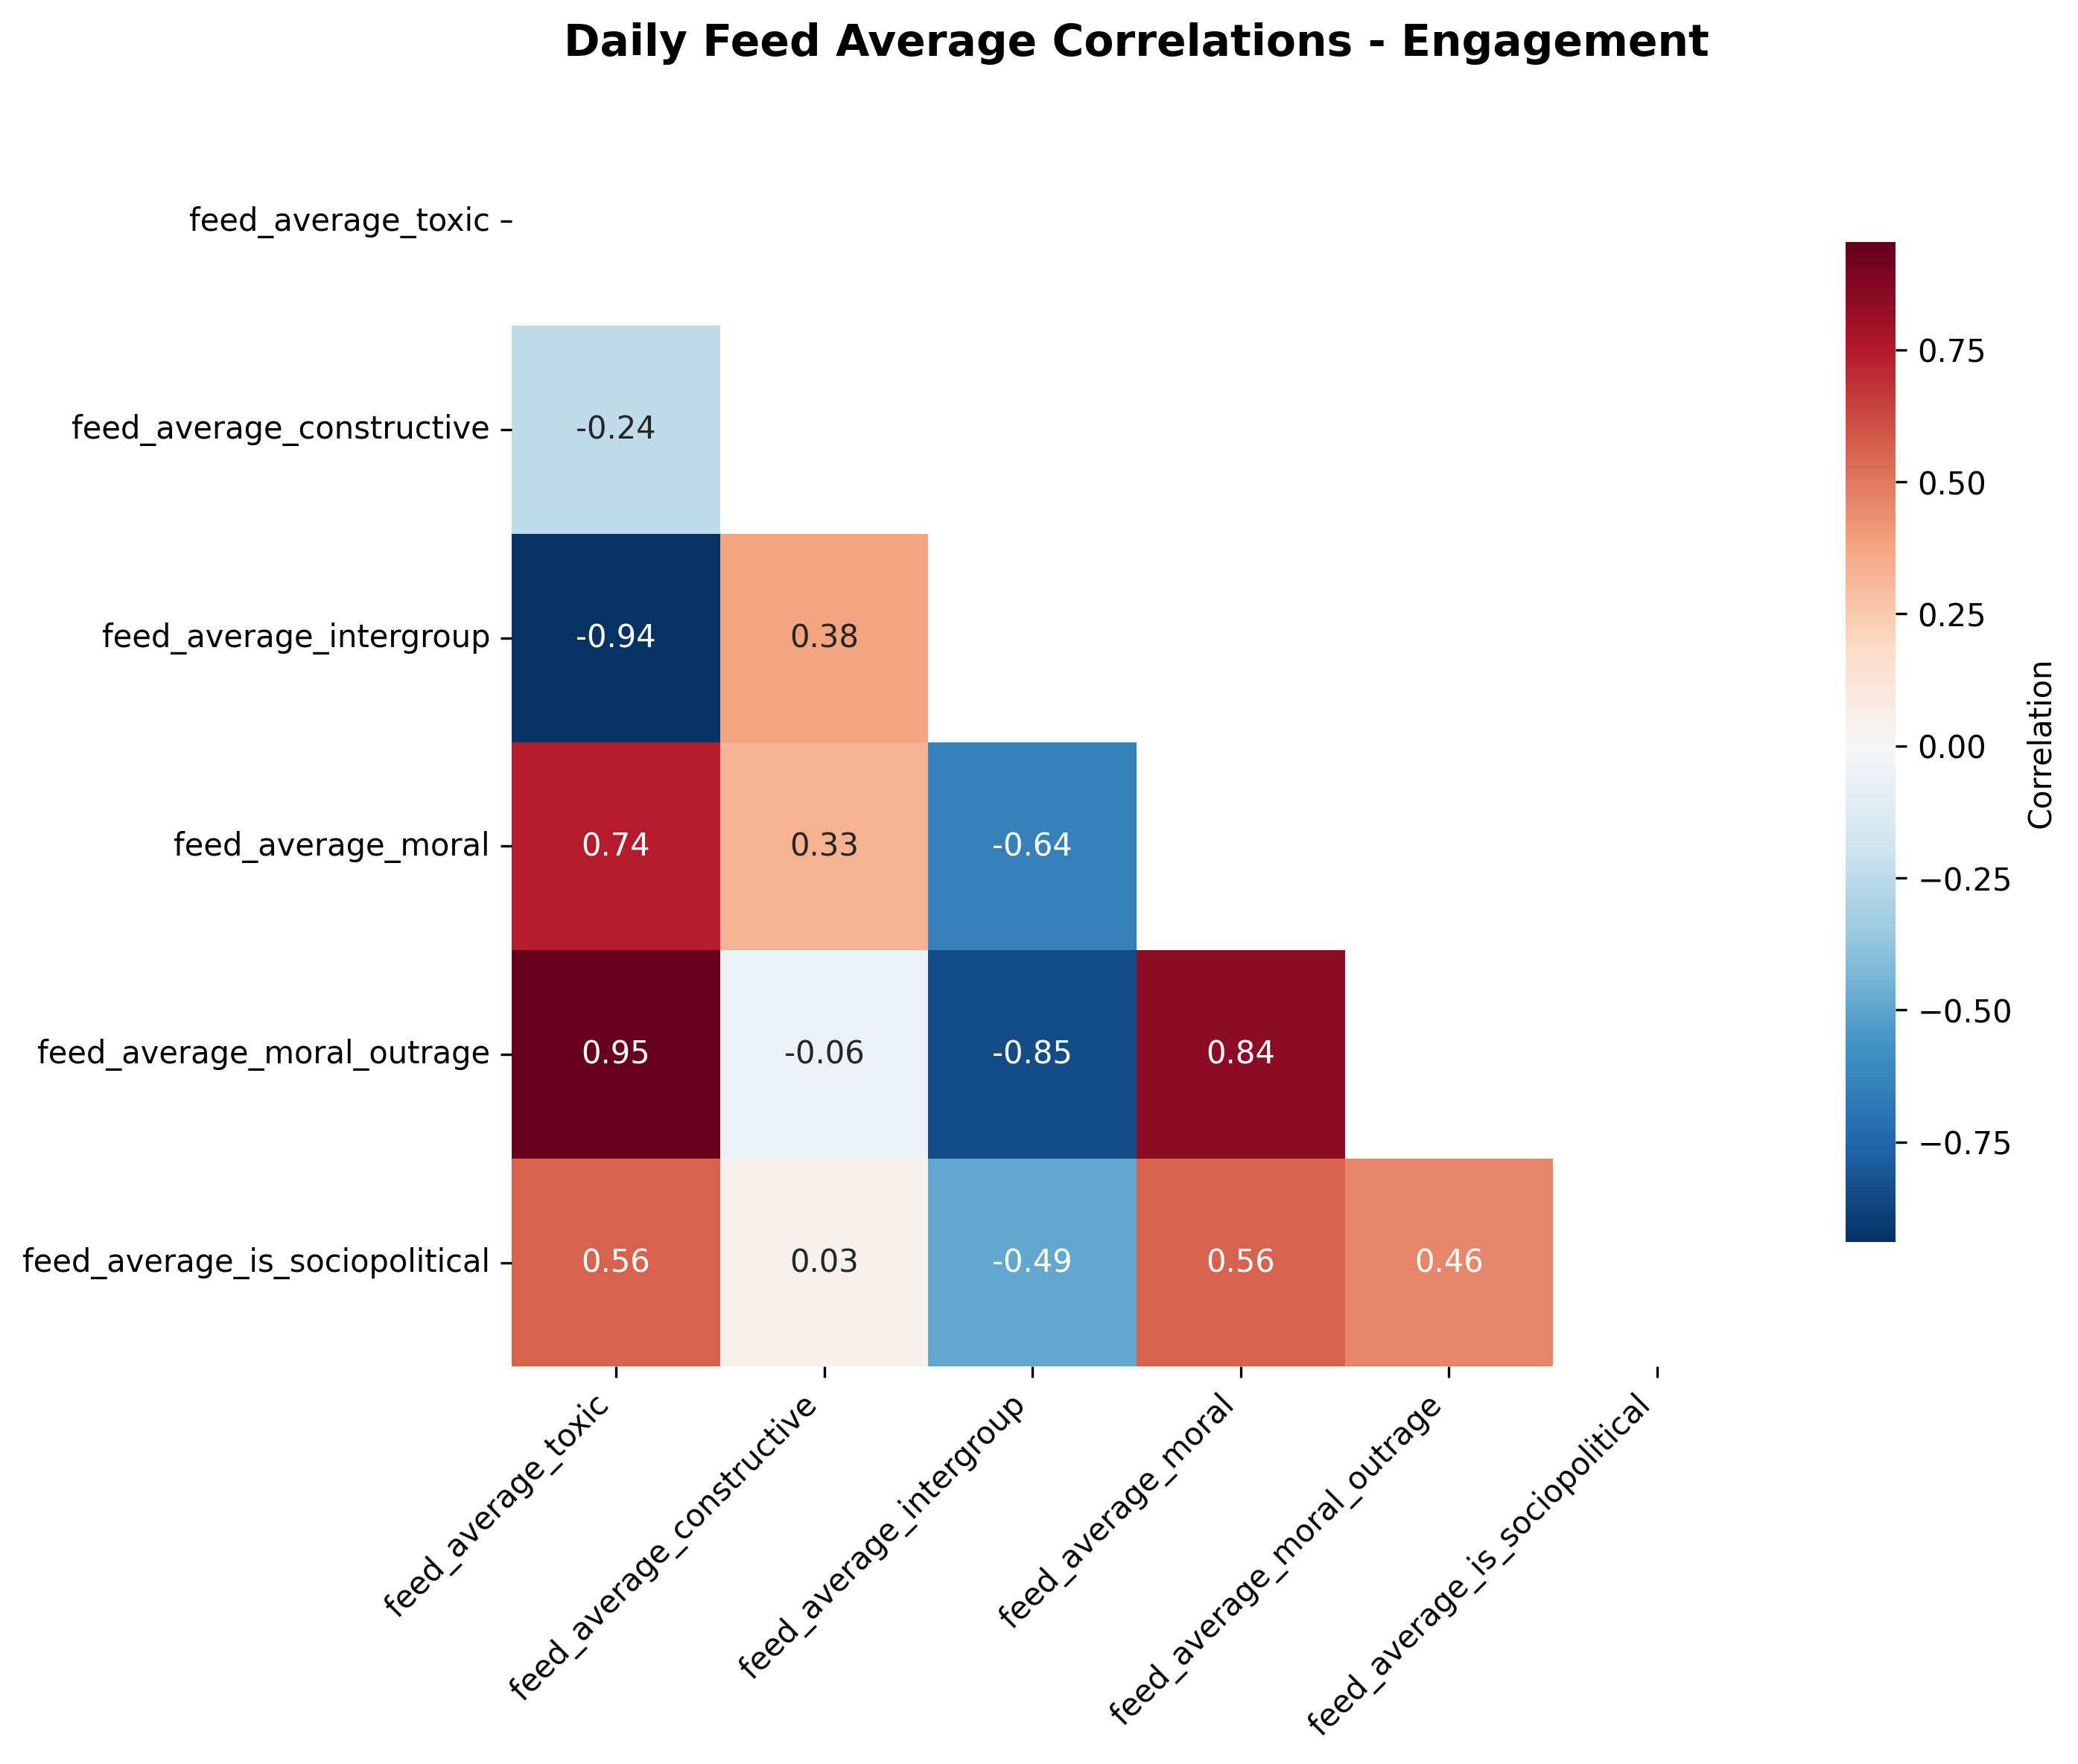 Daily Feed Average Correlations - Engagement
feed_average_toxic
feed_average_constructive
-0.24
feed_average_intergroup
-0.94 0.38
feed_average_moral
0.74 0.33 -0.64
feed_average_moral_outrage
0.95 -0.06 -0.85 0.84
feed_average_is_sociopolitical
0.56 0.03 -0.49 0.56 0.46
feed_average_toxic
feed_average_constructive
feed_average_intergroup
feed_average_moral
feed_average_moral_outrage
feed_average_is_sociopolitical
0.75
0.50
0.25
0.00
−0.25
−0.50
−0.75
Correlation